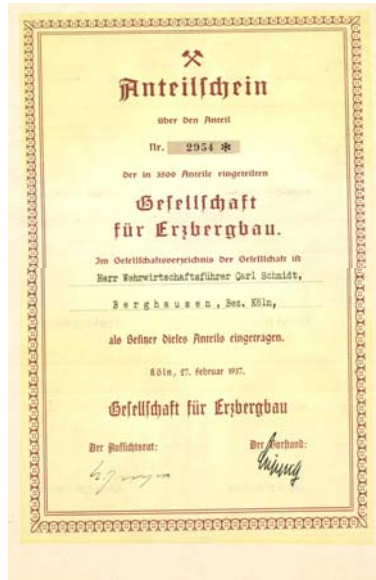 Anteilschein
über den Anteil
Nr. 2954 *
der in 3500 Anteile eingeteilten
Gesellschaft
für Erzbergbau.
Im Gesellschaftsverzeichnis der Gesellschaft ist
Herr Wehrwirtschaftsführer Carl Schmidt,
Berghausen, Bez. Köln,
als Besitzer dieses Anteils eingetragen.
Köln, 27. Februar 1937.
Gesellschaft für Erzbergbau
Der Aufsichtsrat: Der Vorstand: